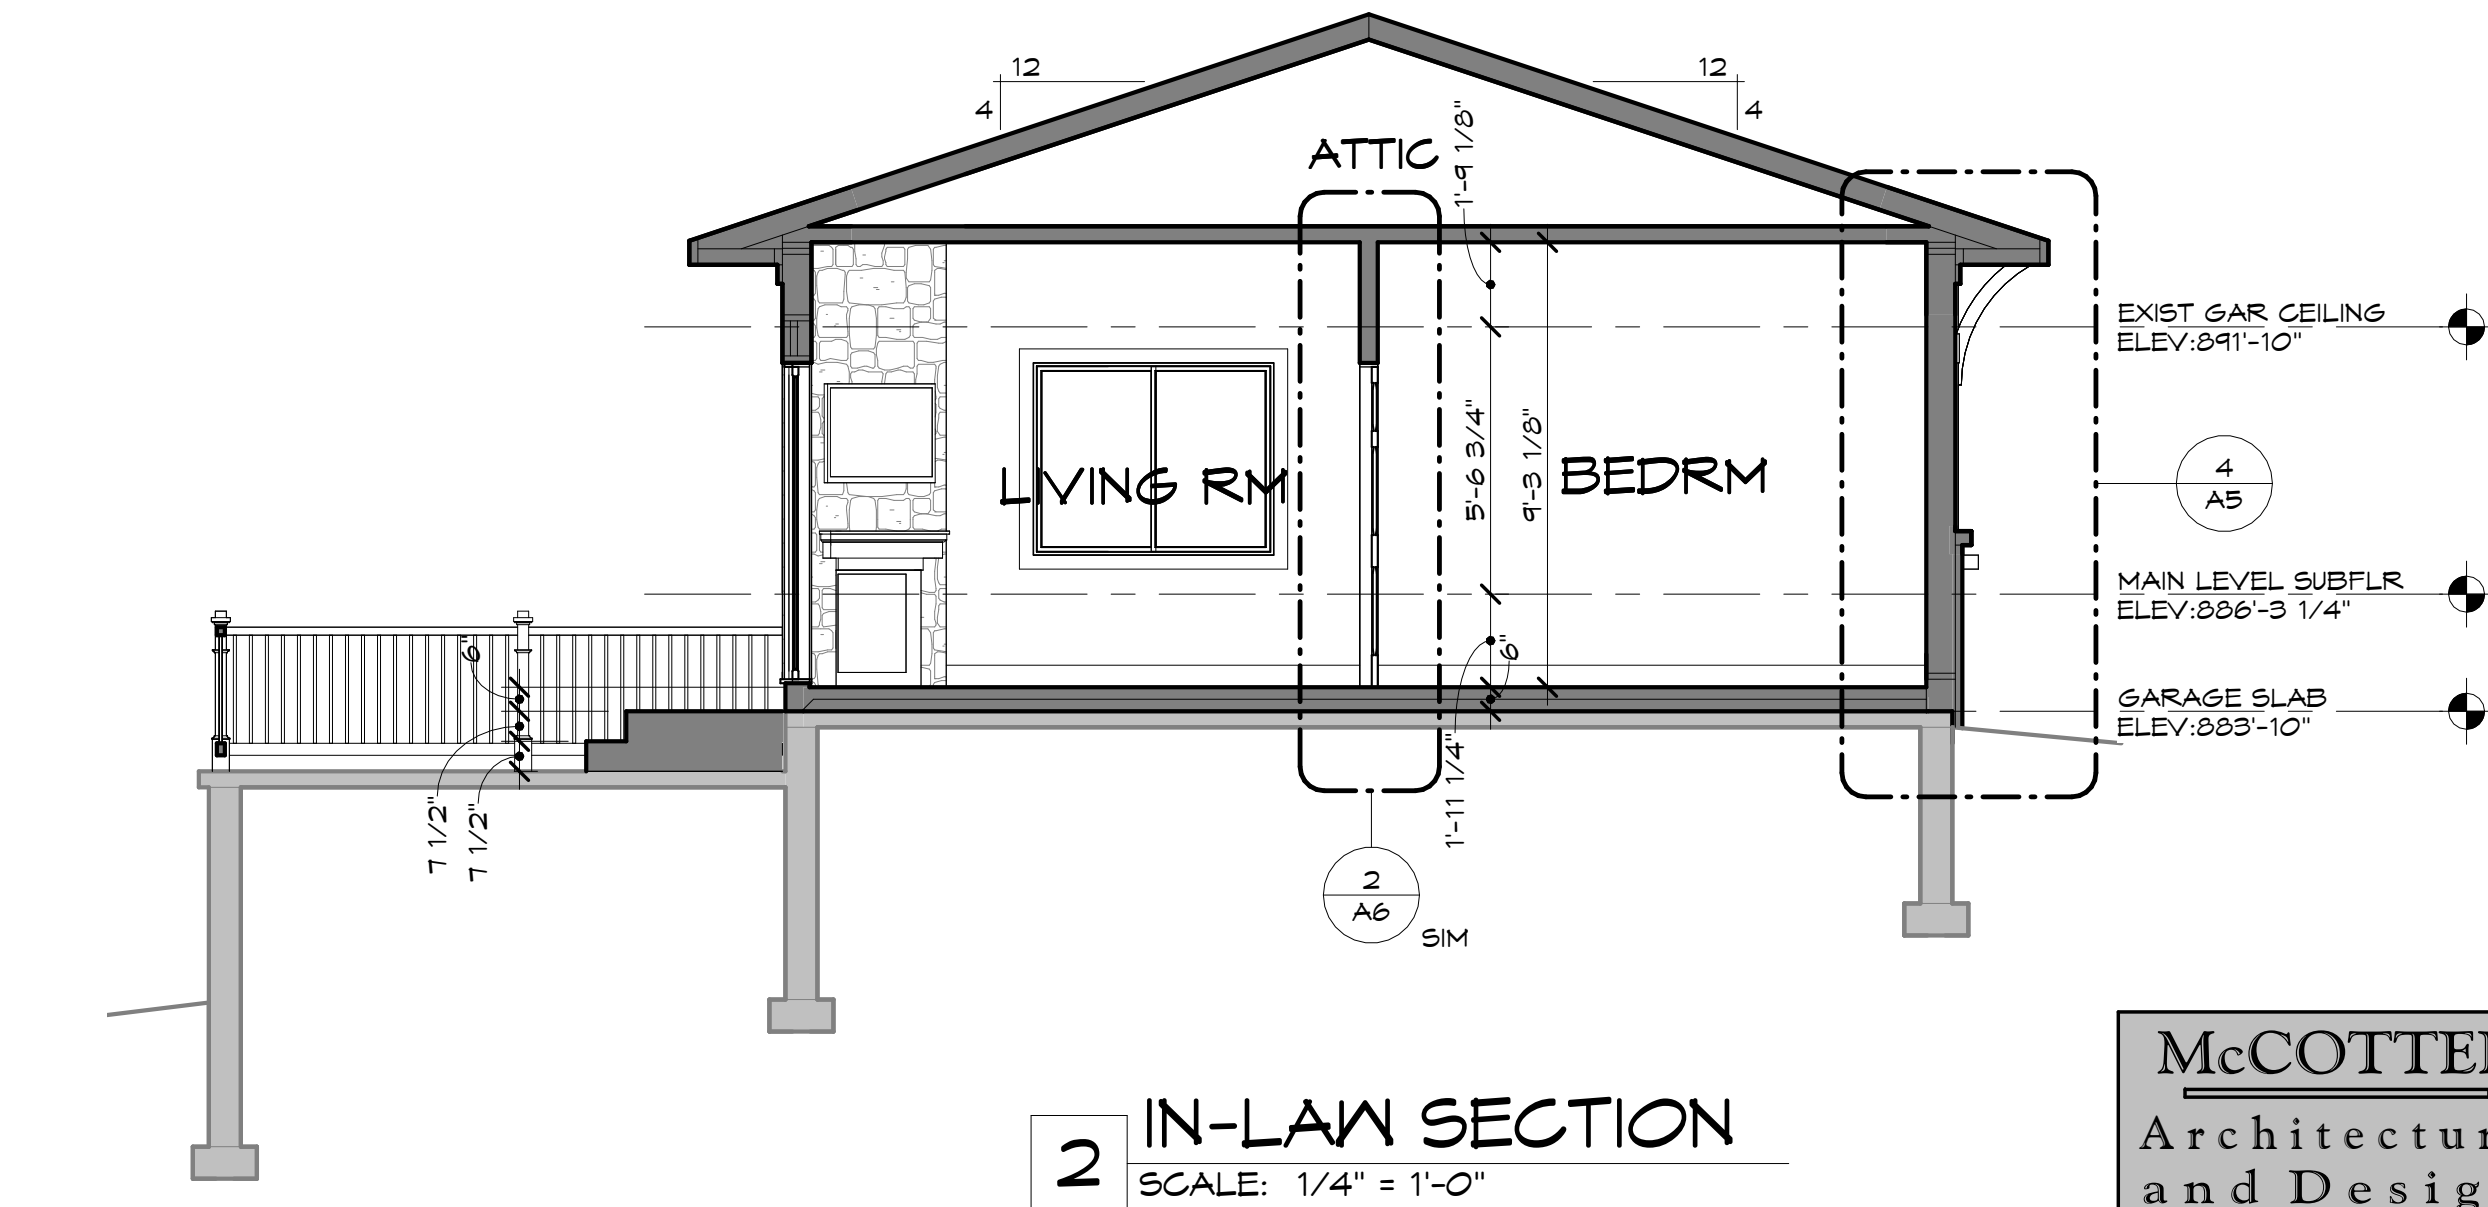 12
4
12
4
ATTIC
1'-9 1/8"
EXIST GAR CEILING
ELEV:891'-10"
LIVING RM
5'-6 3/4"
9'-3 1/8"
BEDRM
4
A5
MAIN LEVEL SUBFLR
ELEV:886'-3 1/4"
6"
6"
GARAGE SLAB
ELEV:883'-10"
7 1/2"
7 1/2"
1'-11 1/4"
2
A6
SIM
2
IN-LAW SECTION
SCALE: 1/4" = 1'-0"
and